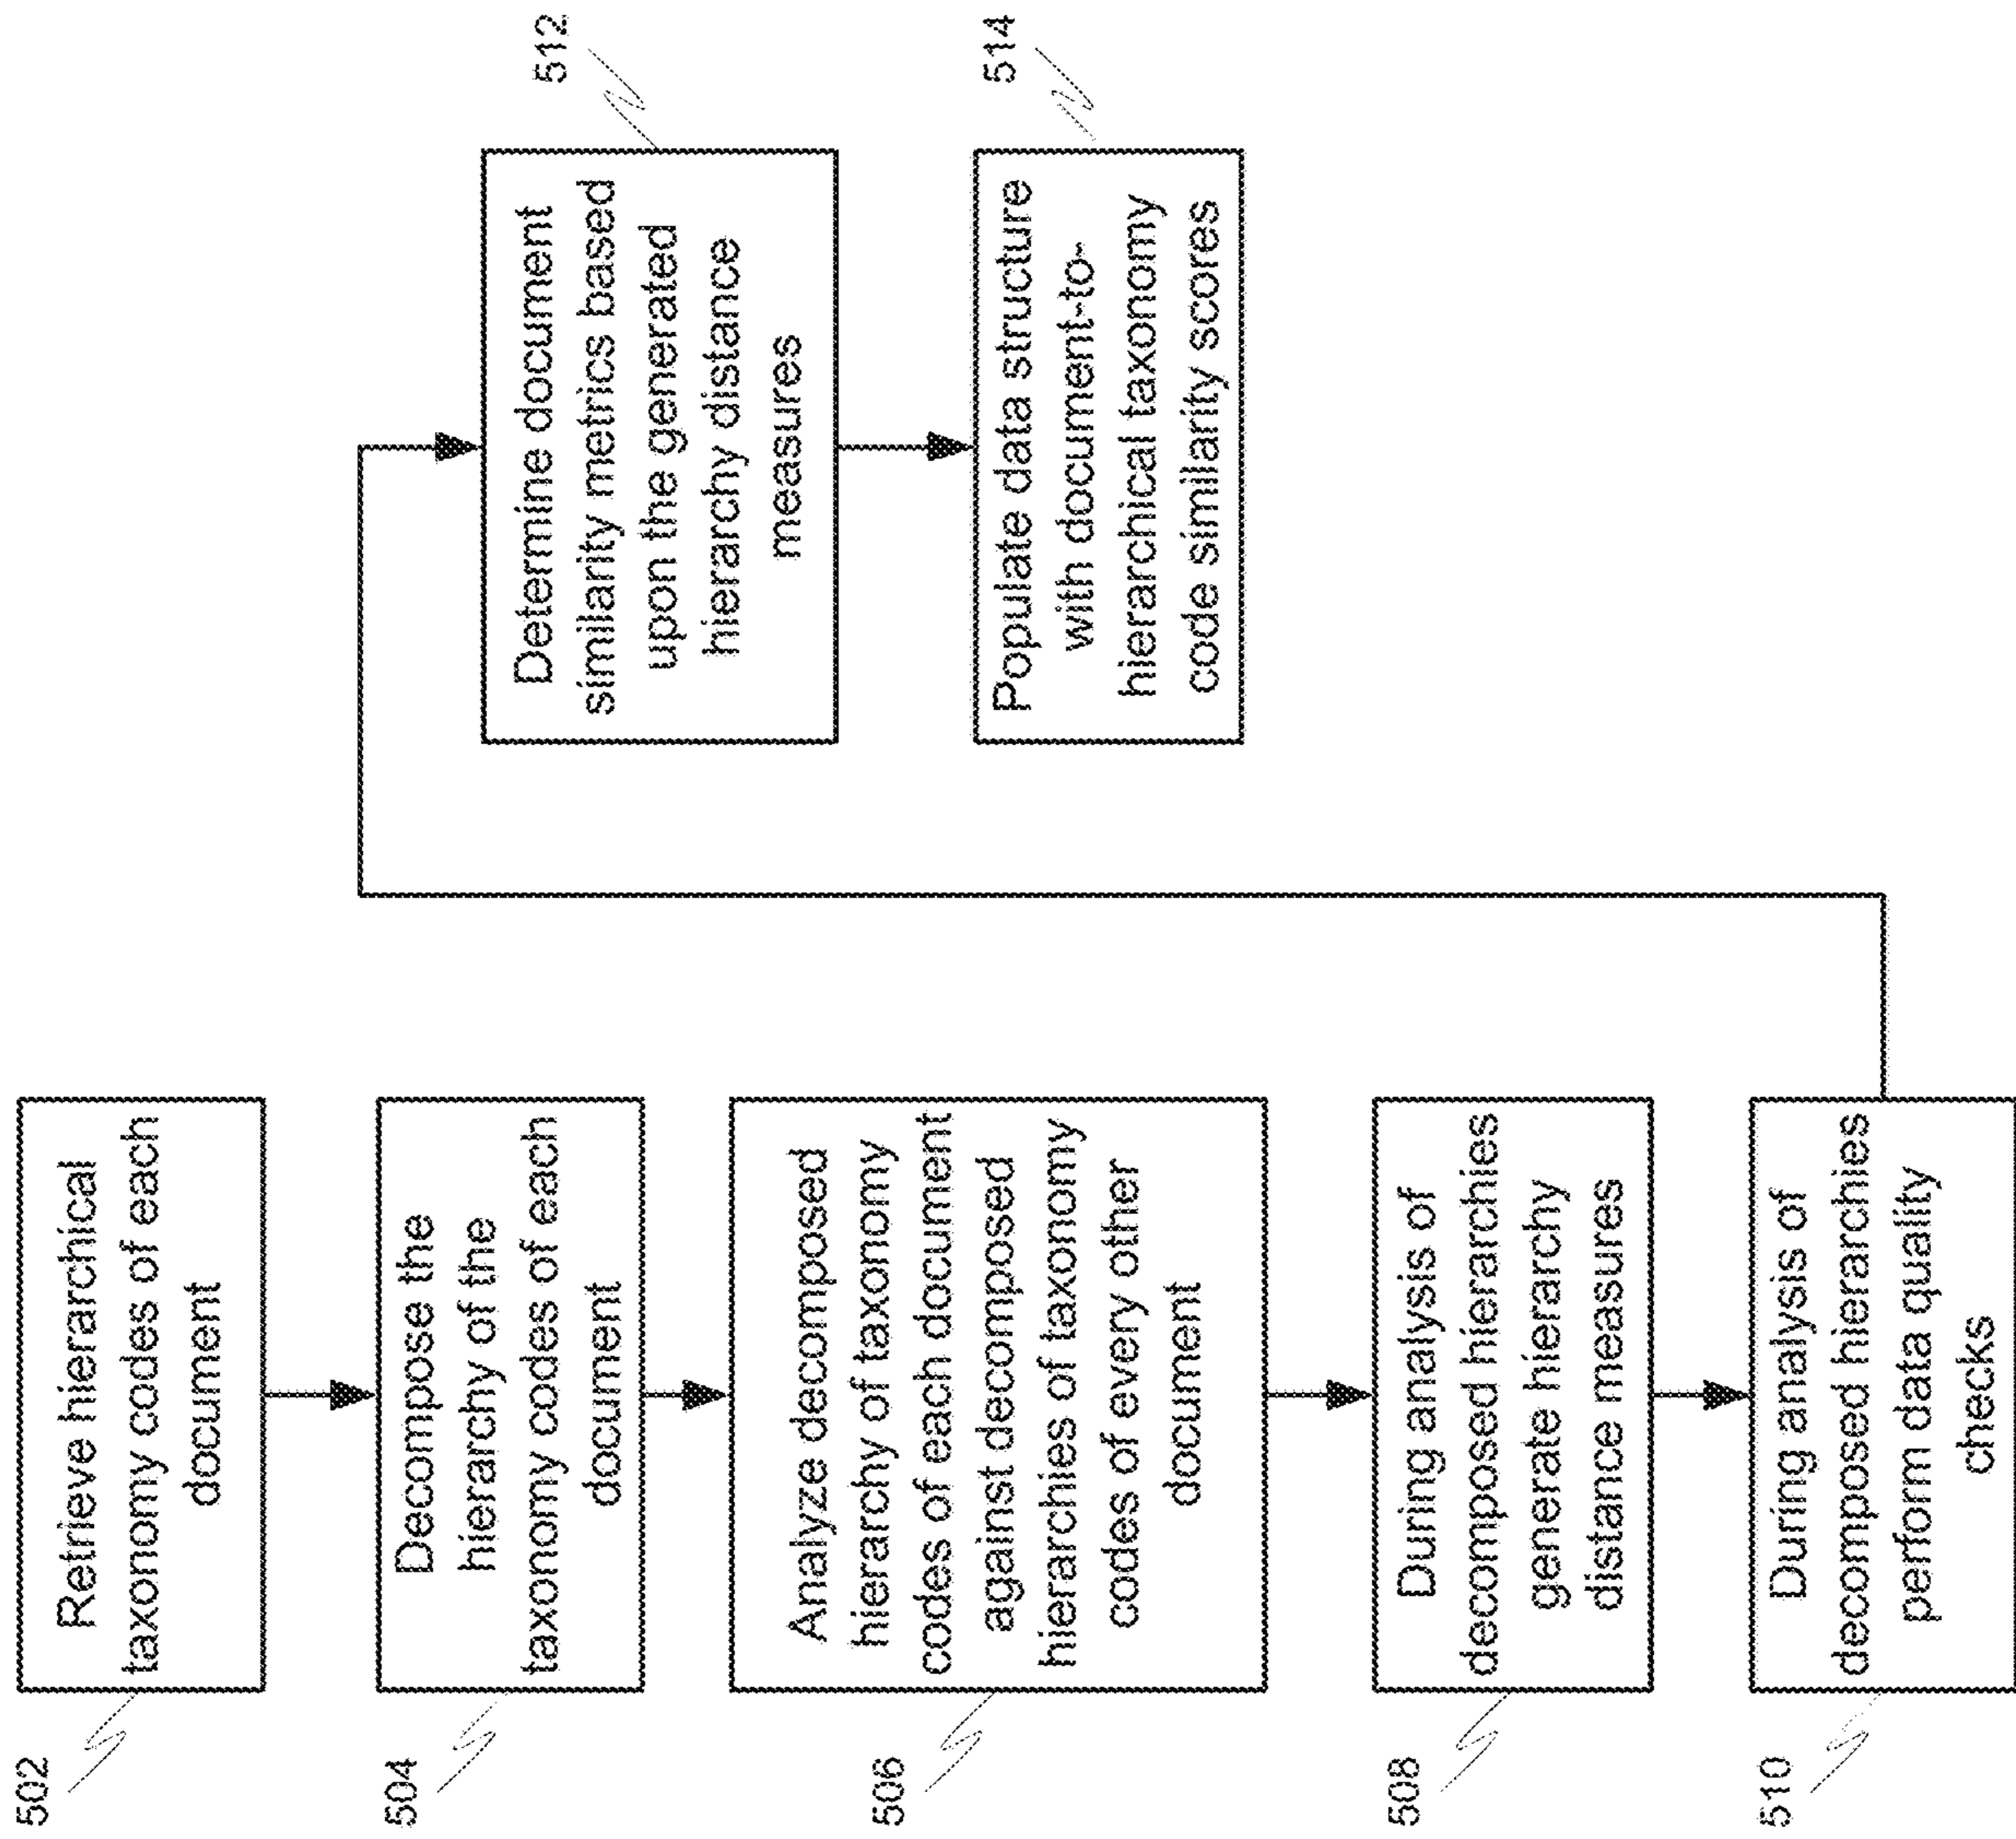 502
Retrieve hierarchical
taxonomy codes of each
document
504
Decompose the
hierarchy of the
taxonomy codes of each
document
506
Analyze decomposed
hierarchy of taxonomy
codes of each document
against decomposed
hierarchies of taxonomy
codes of every other
document
508
During analysis of
decomposed hierarchies
generate hierarchy
distance measures
510
During analysis of
decomposed hierarchies
perform data quality
checks
512
Determine document
similarity metrics based
upon the generated
hierarchy distance
measures
514
Populate data structure
with document-to-
hierarchical taxonomy
code similarity scores